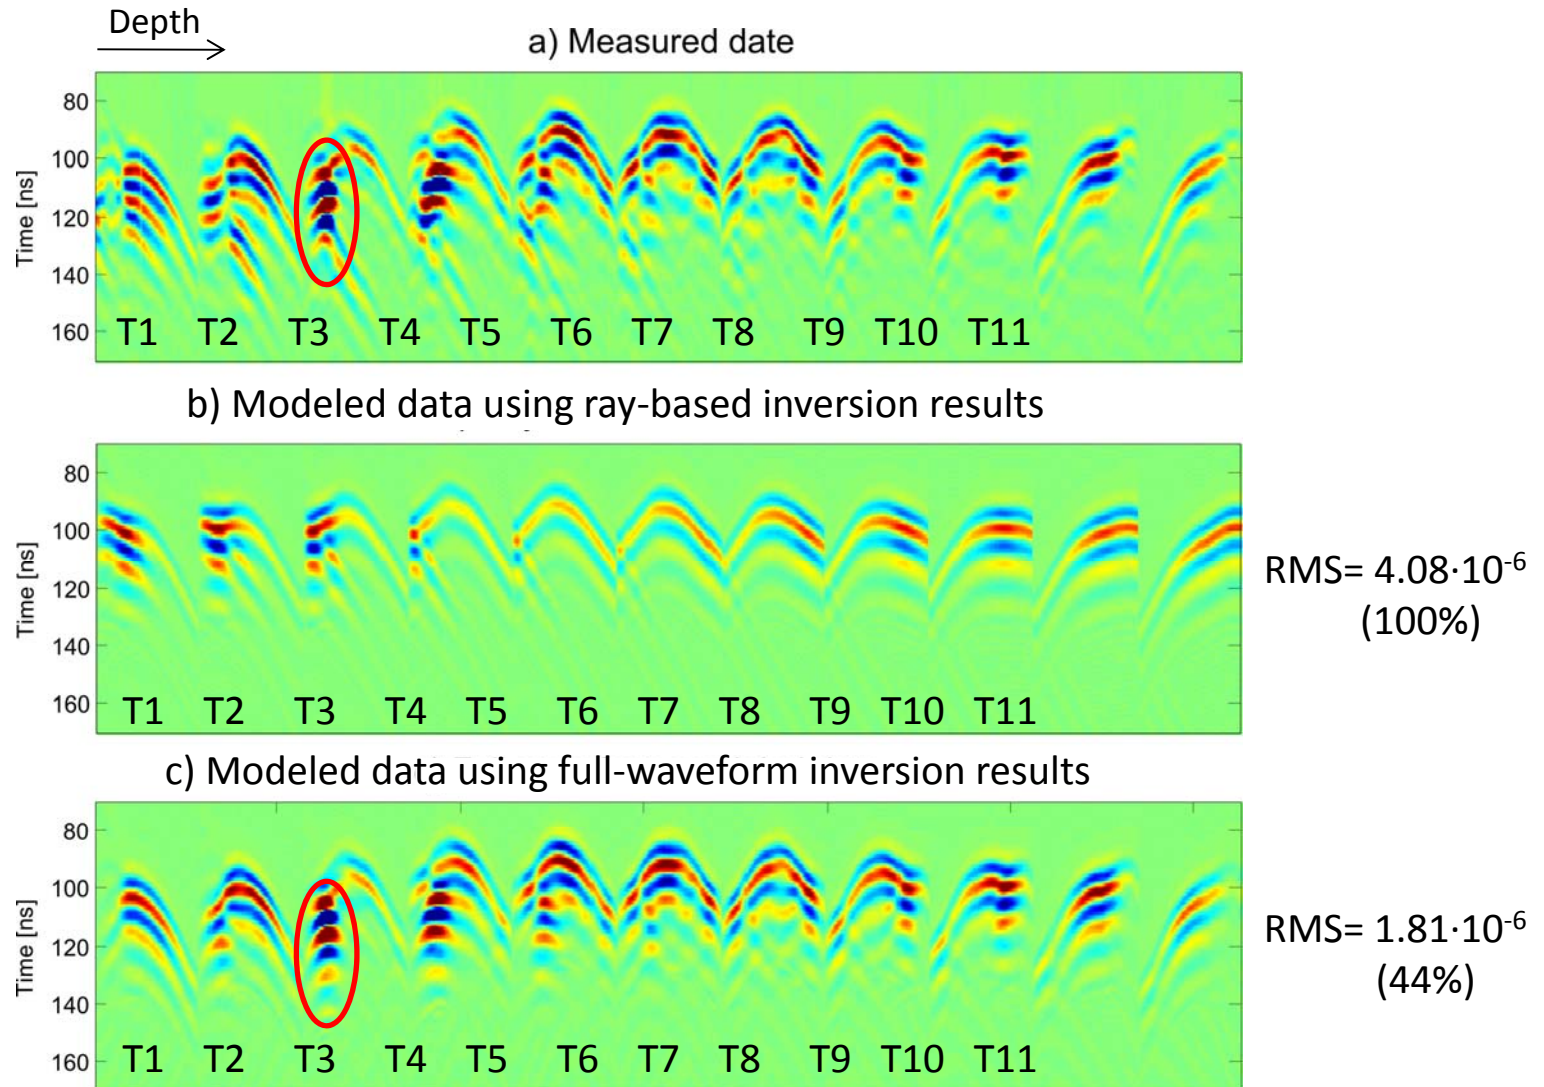 Depth
a) Measured date
80
100
120
140
160
Time [ns]
T1 T2 T3 T4 T5 T6 T7 T8 T9 T10 T11
b) Modeled data using ray-based inversion results
80
100
120
140
160
Time [ns]
T1 T2 T3 T4 T5 T6 T7 T8 T9 T10 T11
RMS= 4.08·10⁻⁶
(100%)
c) Modeled data using full-waveform inversion results
80
100
120
140
160
Time [ns]
T1 T2 T3 T4 T5 T6 T7 T8 T9 T10 T11
RMS= 1.81·10⁻⁶
(44%)